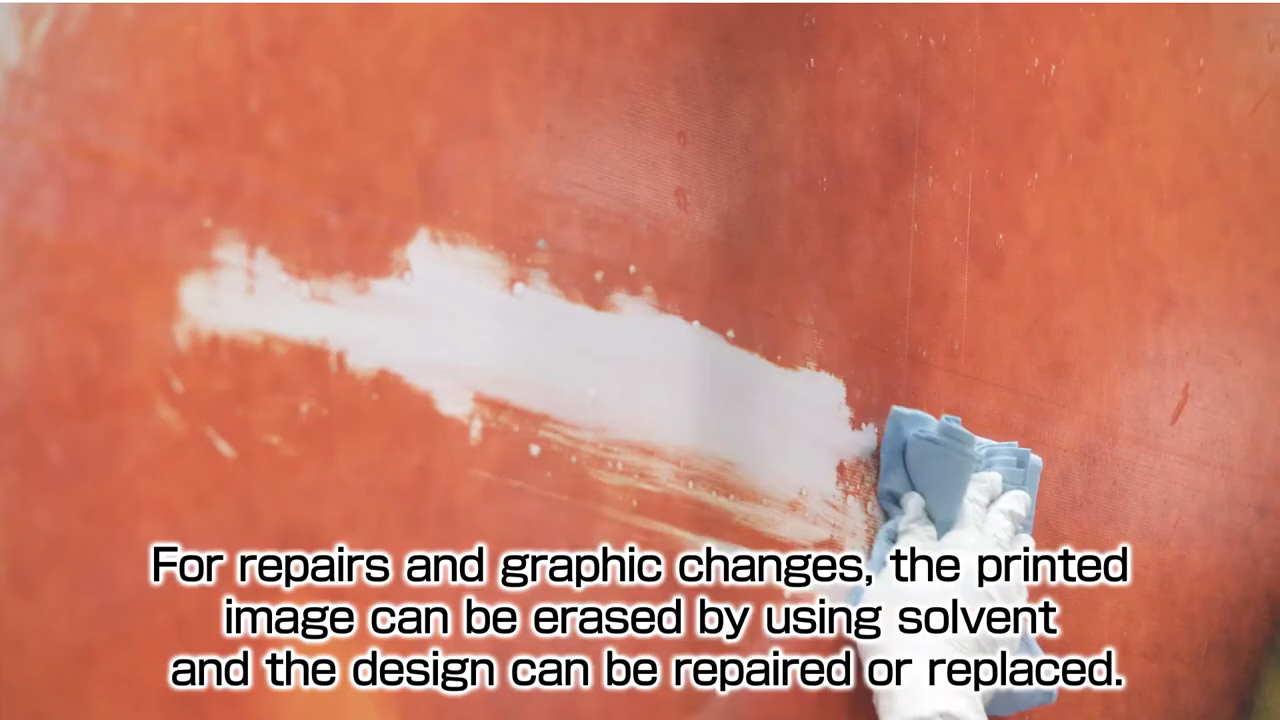 For repairs and graphic changes, the printed
image can be erased by using solvent
and the design can be repaired or replaced.